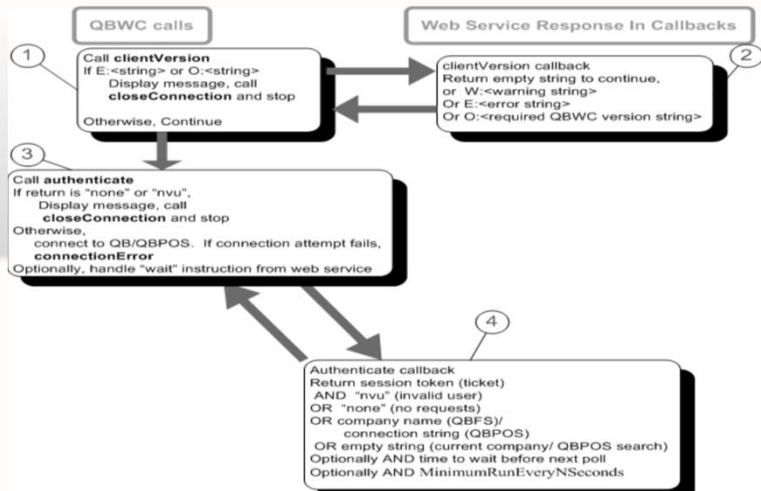 QBWC calls
Web Service Response In Callbacks
1
Call clientVersion
If E:<string> or O:<string>
Display message, call
closeConnection and stop
Otherwise, Continue
2
clientVersion callback
Return empty string to continue,
or W:<warning string>
Or E:<error string>
Or O:<required QBWC version string>
3
Call authenticate
If return is “none” or “nvu”,
Display message, call
closeConnection and stop
Otherwise,
connect to QB/QBPOS. If connection attempt fails,
connectionError
Optionally, handle “wait” instruction from web service
4
Authenticate callback
Return session token (ticket)
AND “nvu” (invalid user)
OR “none” (no requests)
OR company name (QBFS)/
connection string (QBPOS)
OR empty string (current company/ QBPOS search)
Optionally AND time to wait before next poll
Optionally AND MinimumRunEveryNSeconds